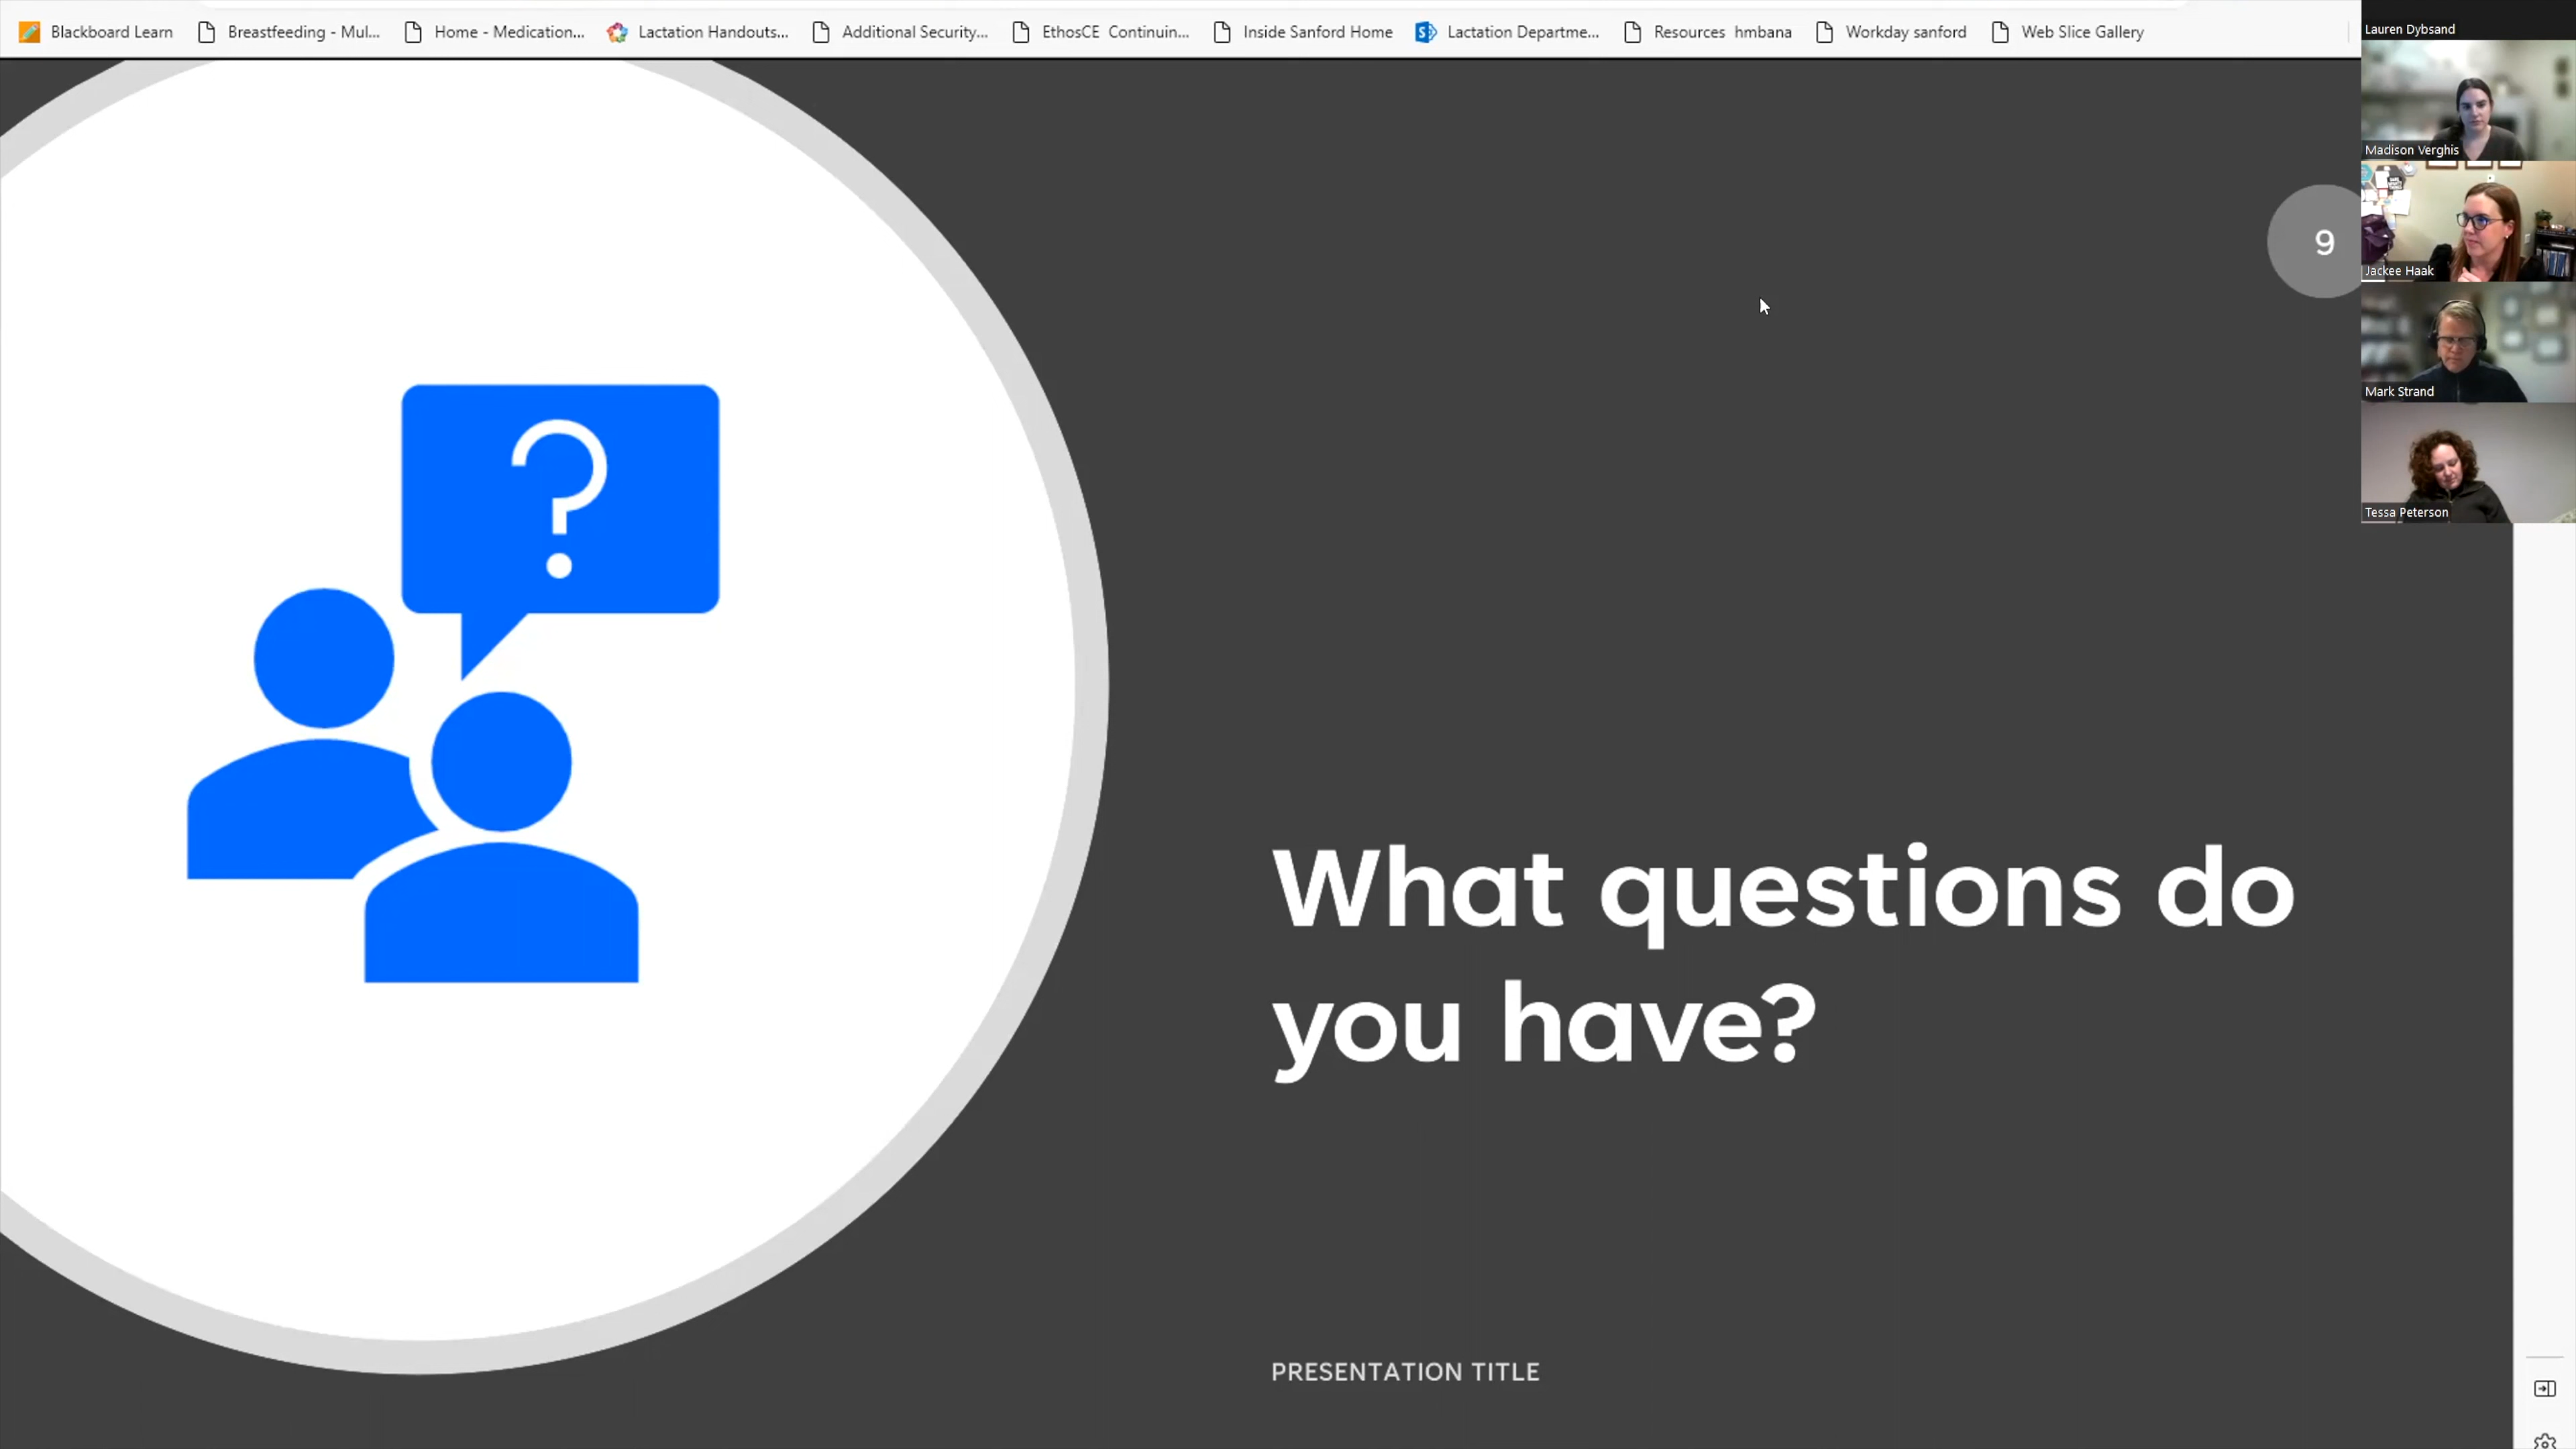 Blackboard Learn
Breastfeeding - Mul...
Home - Medication...
Lactation Handouts...
Additional Security...
EthosCE Continuin...
Inside Sanford Home
Lactation Departme...
Resources hmbana
Workday sanford
Web Slice Gallery
Lauren Dybsand
Madison Verghis
9
Jackee Haak
Mark Strand
?
Tessa Peterson
What questions do
you have?
PRESENTATION TITLE